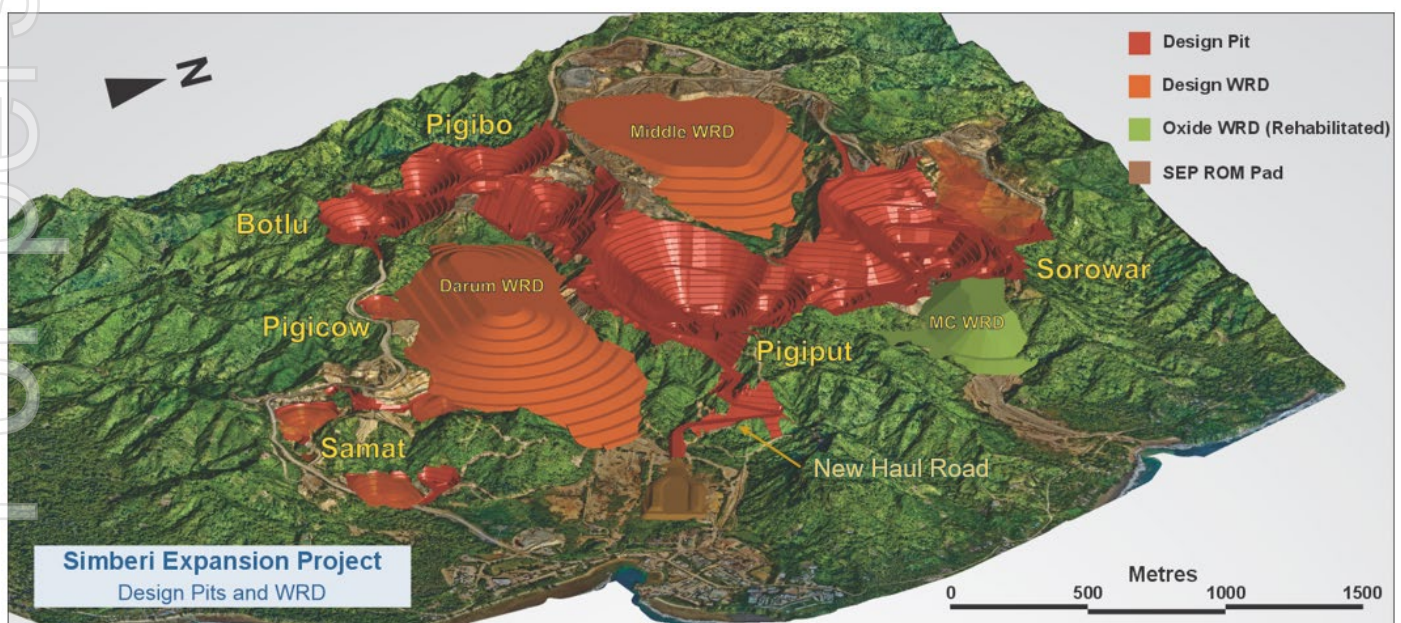 N
Design Pit
Design WRD
Oxide WRD (Rehabilitated)
SEP ROM Pad
Pigibo
Middle WRD
Botlu
Darum WRD
Sorowar
Pigicow
MC WRD
Pigiput
Samat
New Haul Road
Simberi Expansion Project
Design Pits and WRD
Metres
0 500 1000 1500